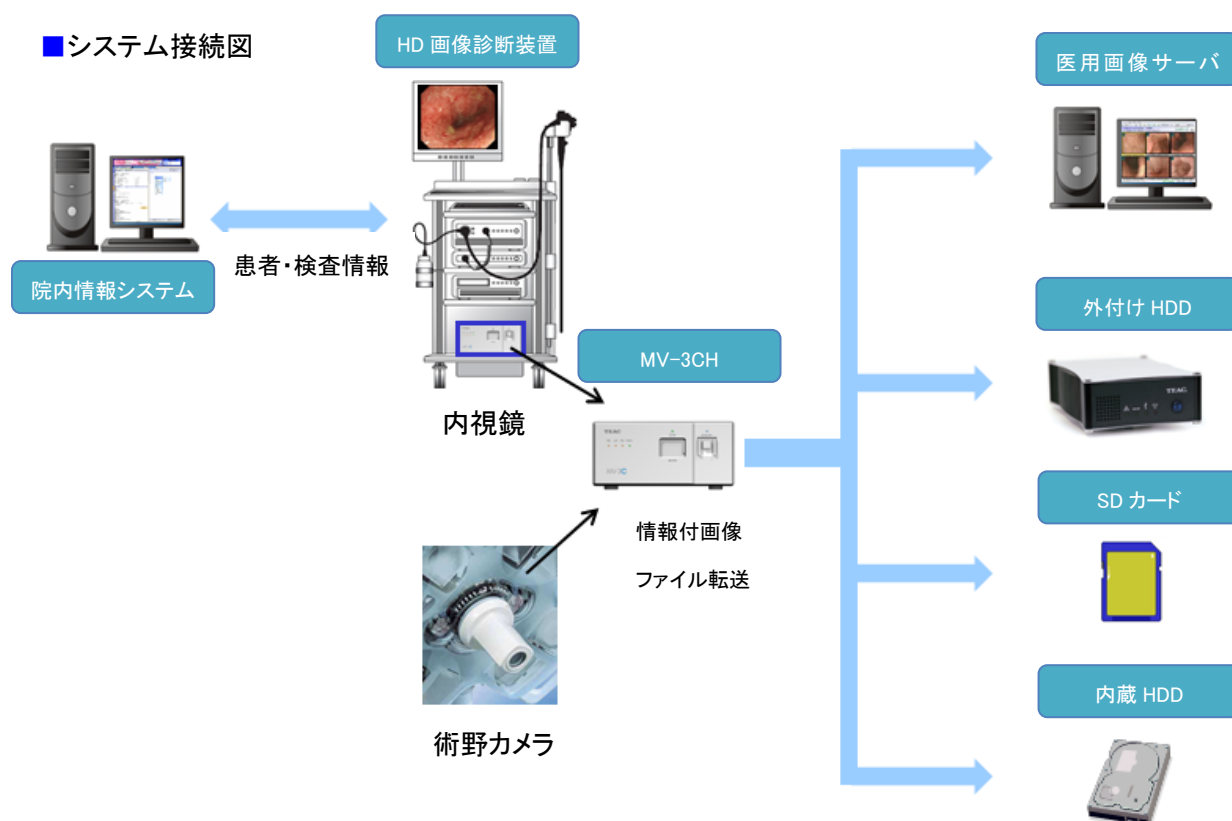 ■システム接続図
HD 画像診断装置
医用画像サーバ
患者・検査情報
院内情報システム
外付け HDD
MV-3CH
TEAC
内視鏡
TEAC
情報付画像
ファイル転送
SD カード
術野カメラ
内蔵 HDD